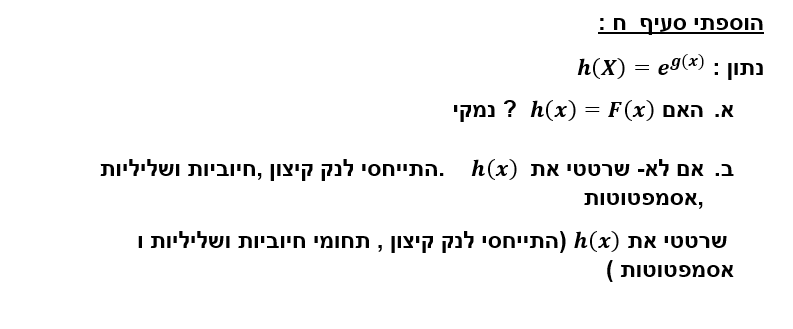 הוספתי סעיף ח :
נתון : h(X) = e^{g(x)}
א. האם h(x) = F(x) ? נמקי
ב. אם לא- שרטטי את h(x) .התייחסי לנק קיצון ,חיוביות ושליליות
,אסמפטוטות
שרטטי את h(x) (התייחסי לנק קיצון , תחומי חיוביות ושליליות ו
אסמפטוטות )